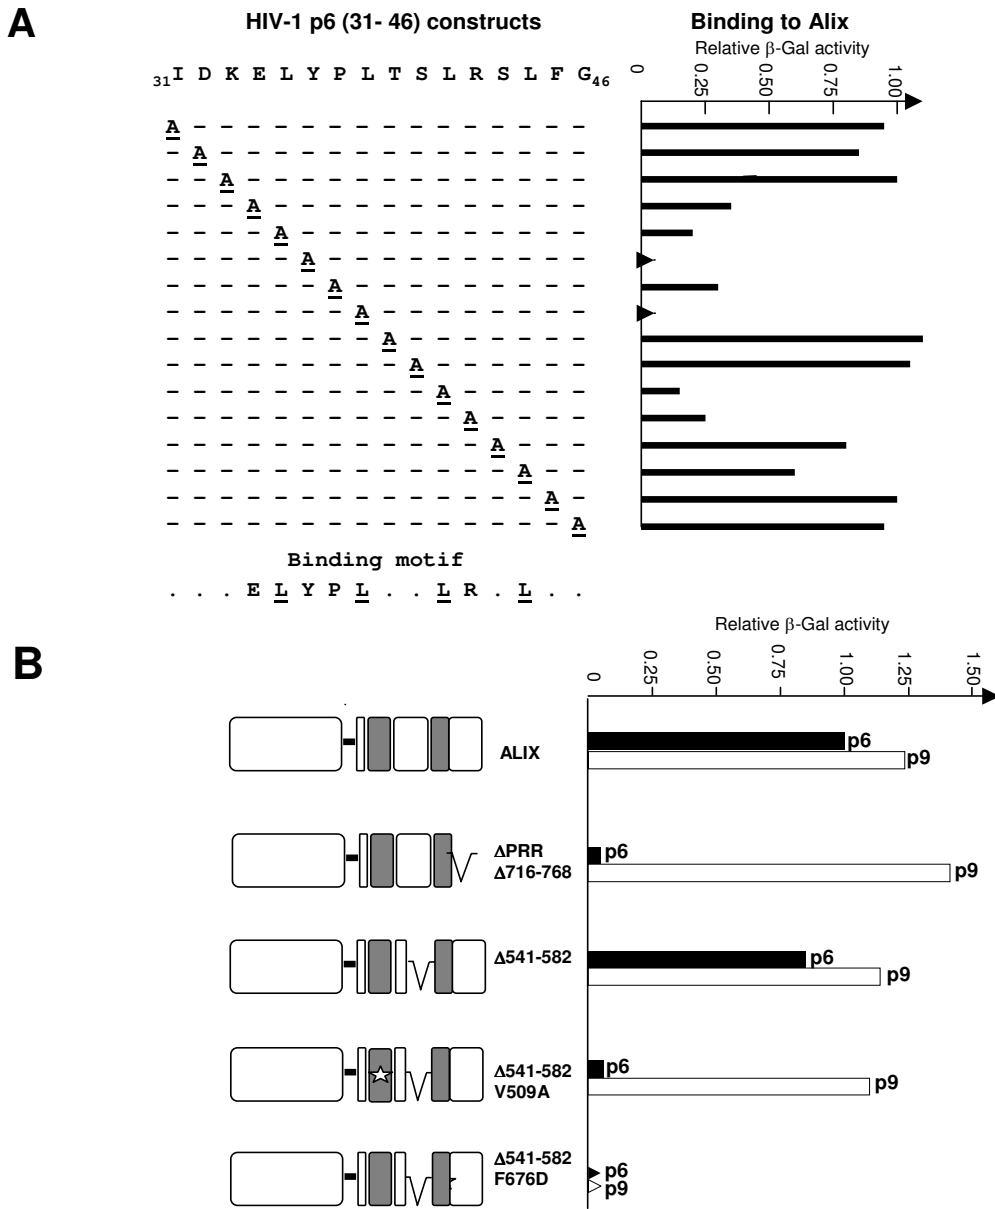 A
HIV-1 p6 (31- 46) constructs
Binding to Alix
Relative β-Gal activity
0 0.25 0.50 0.75 1.00
31 I D K E L Y P L T S L R S L F G 46
A – – – – – – – – – – – – – – –
– A – – – – – – – – – – – – – –
– – A – – – – – – – – – – – – –
– – – A – – – – – – – – – – – –
– – – – A – – – – – – – – – – –
– – – – – A – – – – – – – – – –
– – – – – – A – – – – – – – – –
– – – – – – – A – – – – – – – –
– – – – – – – – A – – – – – – –
– – – – – – – – – A – – – – – –
– – – – – – – – – – A – – – – –
– – – – – – – – – – – A – – – –
– – – – – – – – – – – – A – – –
– – – – – – – – – – – – – A – –
– – – – – – – – – – – – – – A –
– – – – – – – – – – – – – – – A
Binding motif
. . . E L Y P L . . L R . L . .
B
Relative β-Gal activity
0 0.25 0.50 0.75 1.00 1.25 1.50
ALIX
p6
p9
ΔPRR
Δ716-768
p6
p9
Δ541-582
p6
p9
Δ541-582
V509A
p6
p9
Δ541-582
F676D
p6
p9